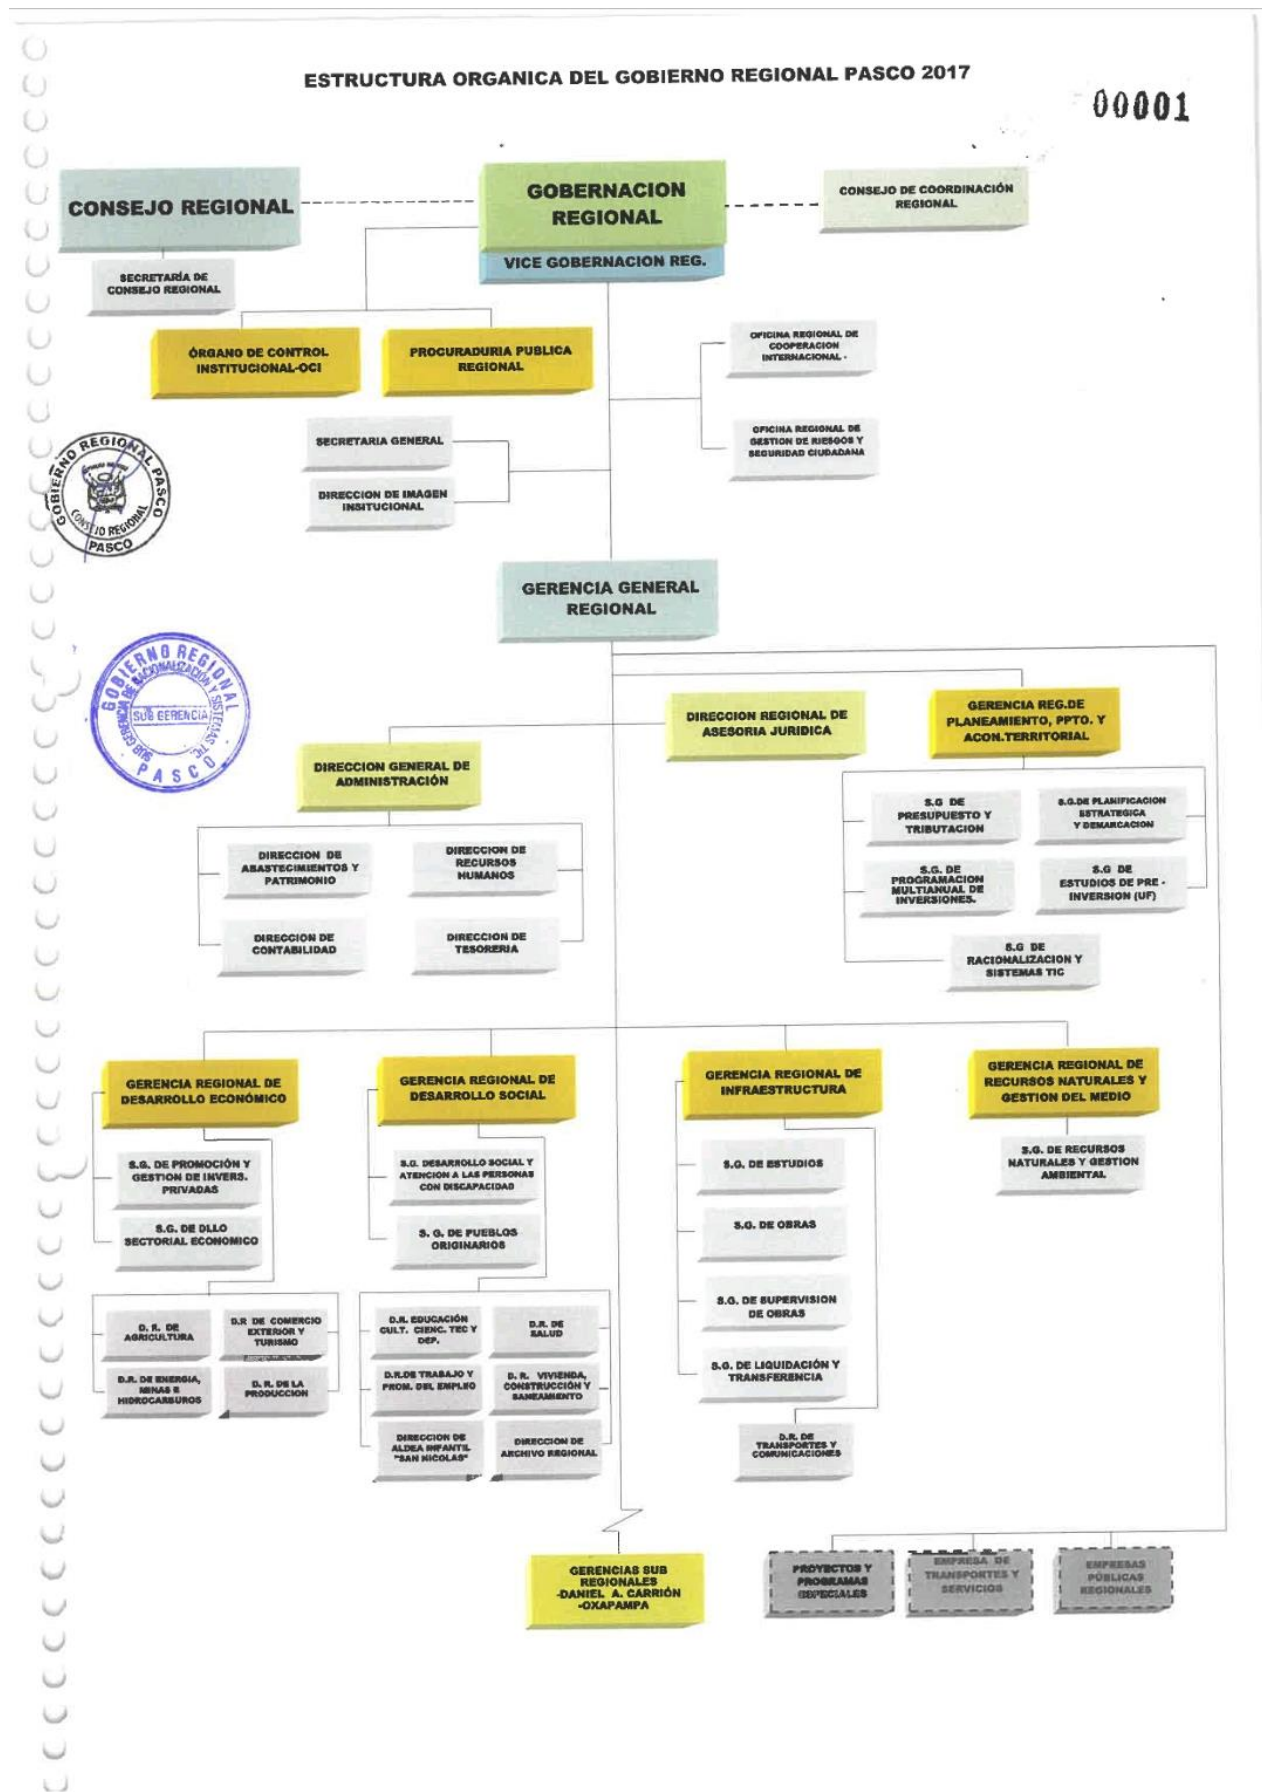 ESTRUCTURA ORGANICA DEL GOBIERNO REGIONAL PASCO 2017
00001
CONSEJO REGIONAL
GOBERNACION
REGIONAL
CONSEJO DE COORDINACIÓN
REGIONAL
VICE GOBERNACION REG.
SECRETARÍA DE
CONSEJO REGIONAL
ÓRGANO DE CONTROL
INSTITUCIONAL-OCI
PROCURADURIA PUBLICA
REGIONAL
OFICINA REGIONAL DE
COOPERACION
INTERNACIONAL -
SECRETARIA GENERAL
OFICINA REGIONAL DE
GESTION DE RIESGOS Y
SEGURIDAD CIUDADANA
DIRECCION DE IMAGEN
INSITUCIONAL
GOBIERNO REGIONAL PASCO
CONSEJO REGIONAL
PASCO
GERENCIA GENERAL
REGIONAL
GOBIERNO REGIONAL
SUB GERENCIA DE RACIONALIZACIÓN Y SISTEMAS TIC.
SUB GERENCIA
PASCO
DIRECCION REGIONAL DE
ASESORIA JURIDICA
GERENCIA REG.DE
PLANEAMIENTO, PPTO. Y
ACON.TERRITORIAL
DIRECCION GENERAL DE
ADMINISTRACIÓN
S.G DE
PRESUPUESTO Y
TRIBUTACION
S.G.DE PLANIFICACION
ESTRATEGICA
Y DEMARCACION
DIRECCION DE
ABASTECIMIENTOS Y
PATRIMONIO
DIRECCION DE
RECURSOS
HUMANOS
S.G. DE
PROGRAMACION
MULTIANUAL DE
INVERSIONES.
S.G DE
ESTUDIOS DE PRE -
INVERSION (UF)
DIRECCION DE
CONTABILIDAD
DIRECCION DE
TESORERIA
S.G DE
RACIONALIZACION Y
SISTEMAS TIC
GERENCIA REGIONAL DE
DESARROLLO ECONÓMICO
GERENCIA REGIONAL DE
DESARROLLO SOCIAL
GERENCIA REGIONAL DE
INFRAESTRUCTURA
GERENCIA REGIONAL DE
RECURSOS NATURALES Y
GESTION DEL MEDIO
S.G. DE PROMOCIÓN Y
GESTION DE INVERS.
PRIVADAS
S.G. DESARROLLO SOCIAL Y
ATENCION A LAS PERSONAS
CON DISCAPACIDAD
S.G. DE ESTUDIOS
S.G. DE RECURSOS
NATURALES Y GESTION
AMBIENTAL
S.G. DE DLLO
SECTORIAL ECONOMICO
S. G. DE PUEBLOS
ORIGINARIOS
S.G. DE OBRAS
S.G. DE SUPERVISION
DE OBRAS
D. R. DE
AGRICULTURA
D.R DE COMERCIO
EXTERIOR Y
TURISMO
D.R. EDUCACIÓN
CULT. CIENC. TEC Y
DEP.
D.R. DE
SALUD
S.G. DE LIQUIDACIÓN Y
TRANSFERENCIA
D.R. DE ENERGIA,
MINAS E
HIDROCARBUROS
D. R. DE LA
PRODUCCION
D.R.DE TRABAJO Y
PROM. DEL EMPLEO
D. R. VIVIENDA,
CONSTRUCCIÓN Y
SANEAMIENTO
DIRECCION DE
ALDEA INFANTIL
"SAN NICOLAS"
DIRECCION DE
ARCHIVO REGIONAL
D.R. DE
TRANSPORTES Y
COMUNICACIONES
GERENCIAS SUB
REGIONALES
-DANIEL A. CARRIÓN
-OXAPAMPA
PROYECTOS Y
PROGRAMAS
ESPECIALES
EMPRESA DE
TRANSPORTES Y
SERVICIOS
EMPRESAS
PÚBLICAS
REGIONALES